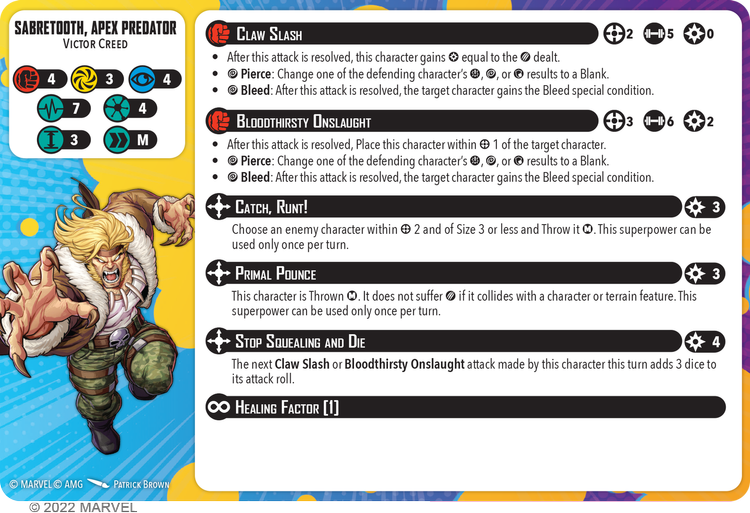 SABRETOOTH, APEX PREDATOR
VICTOR CREED
4 3 4
7 4
3 M
CLAW SLASH 2 5 0
• After this attack is resolved, this character gains equal to the dealt.
• Pierce: Change one of the defending character's , , or results to a Blank.
• Bleed: After this attack is resolved, the target character gains the Bleed special condition.
BLOODTHIRSTY ONSLAUGHT 3 6 2
• After this attack is resolved, Place this character within 1 of the target character.
• Pierce: Change one of the defending character's , , or results to a Blank.
• Bleed: After this attack is resolved, the target character gains the Bleed special condition.
CATCH, RUNT! 3
Choose an enemy character within 2 and of Size 3 or less and Throw it M. This superpower can be
used only once per turn.
PRIMAL POUNCE 3
This character is Thrown M. It does not suffer if it collides with a character or terrain feature. This
superpower can be used only once per turn.
STOP SQUEALING AND DIE 4
The next Claw Slash or Bloodthirsty Onslaught attack made by this character this turn adds 3 dice to
its attack roll.
HEALING FACTOR [1]
© MARVEL © AMG PATRICK BROWN
© 2022 MARVEL